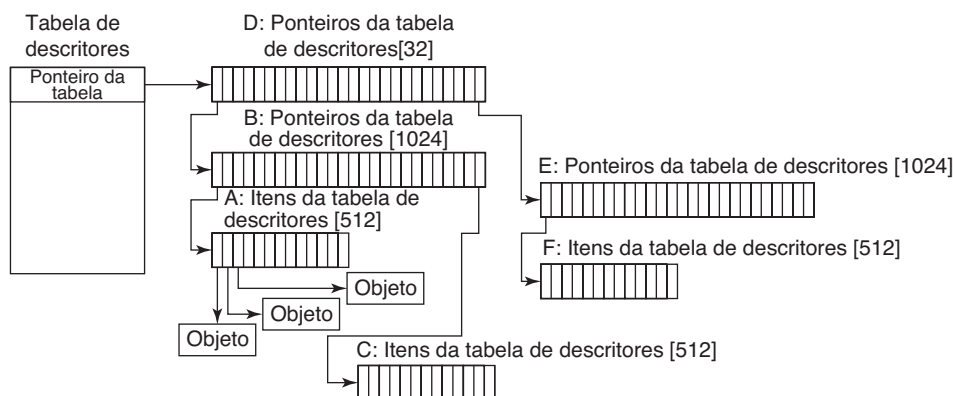 Tabela de
descritores
Ponteiro da
tabela
D: Ponteiros da tabela
de descritores[32]
B: Ponteiros da tabela
de descritores [1024]
A: Itens da tabela de
descritores [512]
Objeto
Objeto
Objeto
C: Itens da tabela de descritores [512]
E: Ponteiros da tabela de descritores [1024]
F: Itens da tabela de descritores [512]